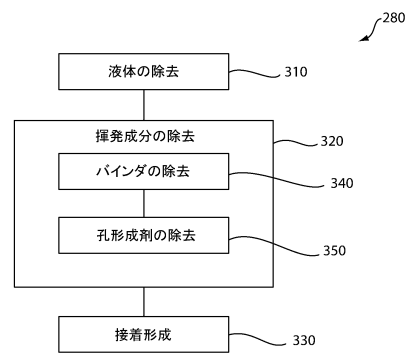 280
液体の除去 310
揮発成分の除去 320
バインダの除去 340
孔形成剤の除去 350
接着形成 330